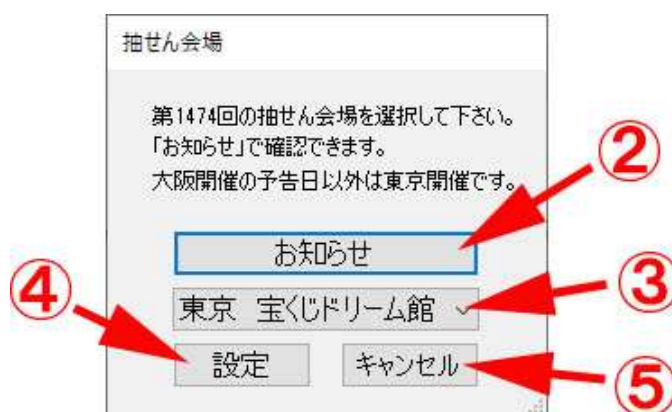 抽せん会場
第1474回の抽せん会場を選択して下さい。
「お知らせ」で確認できます。
大阪開催の予告日以外は東京開催です。
②
お知らせ
③
東京 宝くじドリーム館
④
設定
キャンセル
⑤